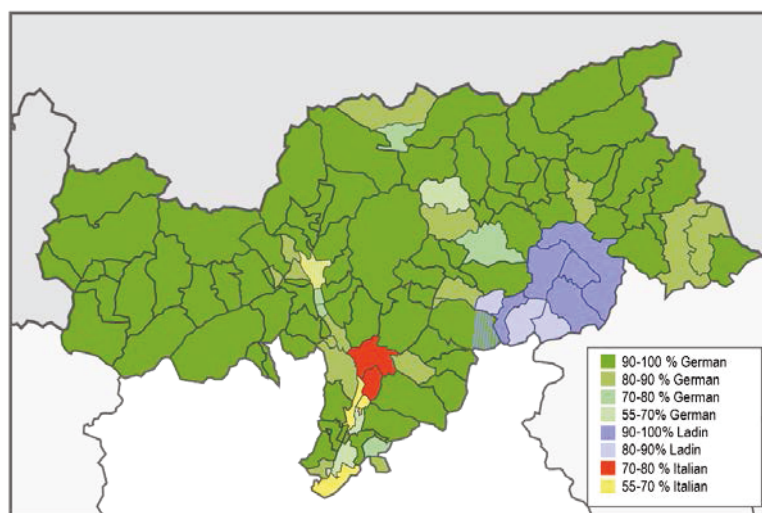 90-100 % German
80-90 % German
70-80 % German
55-70% German
90-100% Ladin
80-90% Ladin
70-80 % Italian
55-70 % Italian